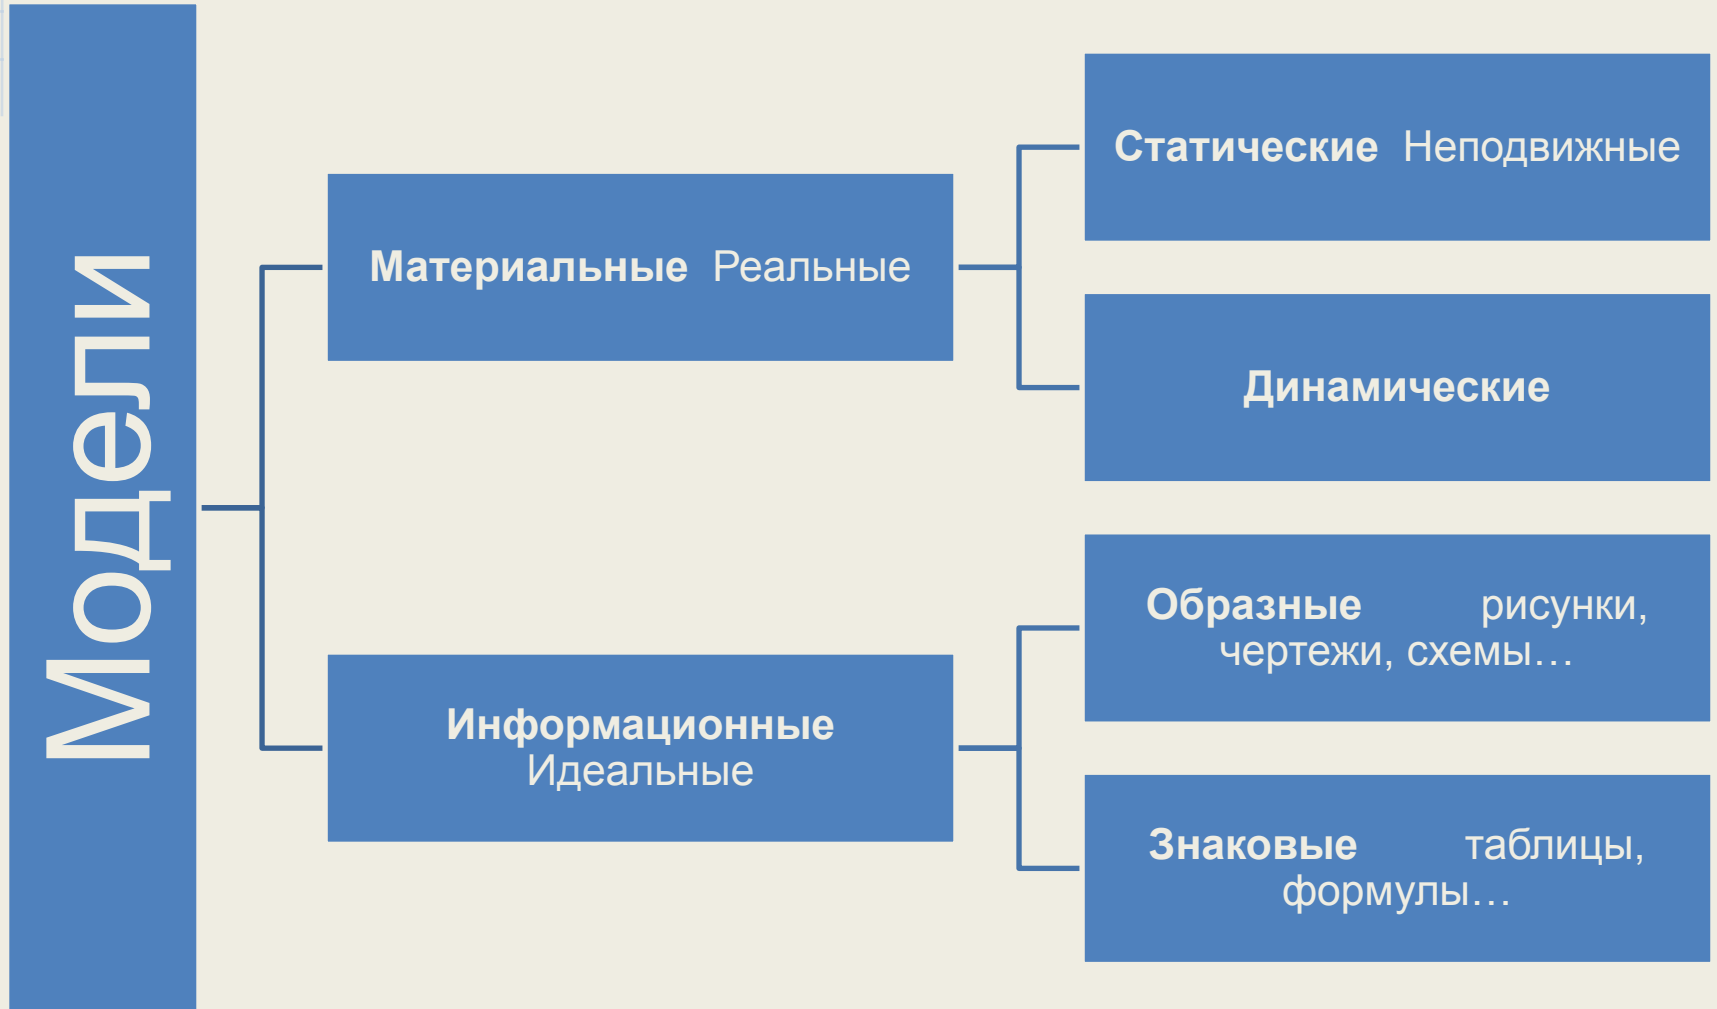 Модели
Материальные Реальные
Статические Неподвижные
Динамические
Информационные
Идеальные
Образные рисунки,
чертежи, схемы…
Знаковые таблицы,
формулы…